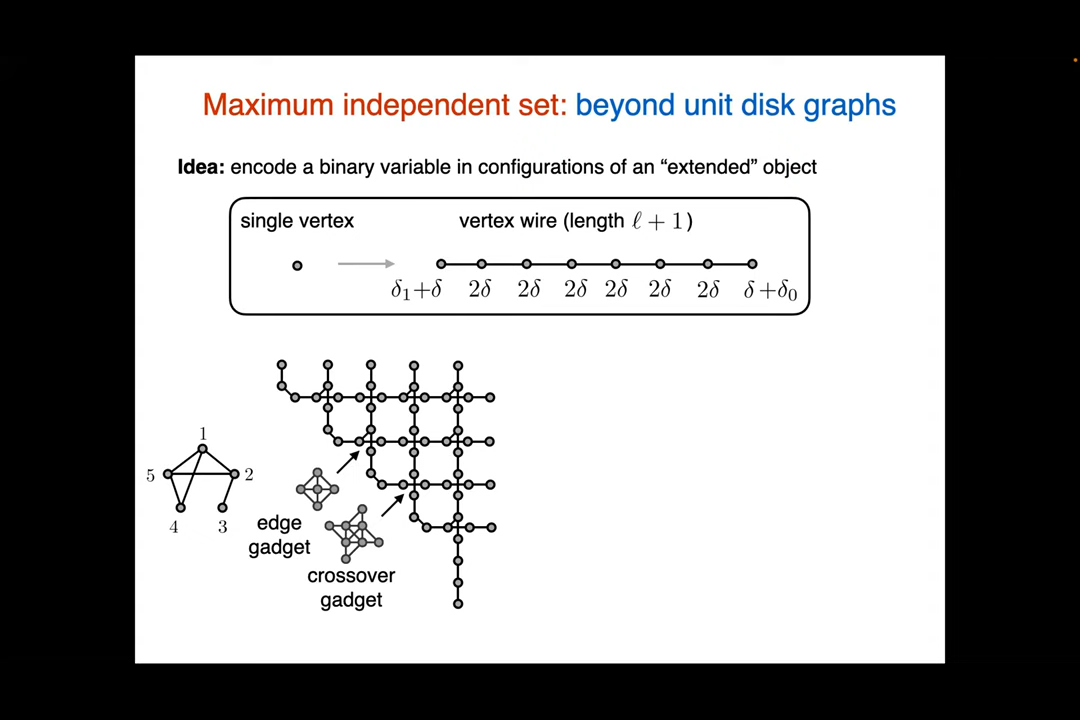 Maximum independent set: beyond unit disk graphs
Idea: encode a binary variable in configurations of an “extended” object
single vertex
vertex wire (length ℓ + 1)
δ₁+δ 2δ 2δ 2δ 2δ 2δ 2δ δ+δ₀
1
5
2
4
3
edge
gadget
crossover
gadget